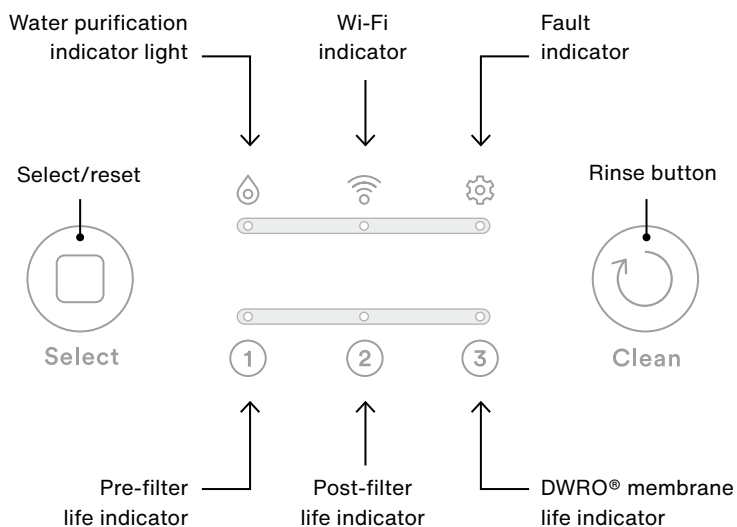 Water purification
indicator light
Wi-Fi
indicator
Fault
indicator
Select/reset
Rinse button
Select
1
2
3
Clean
Pre-filter
life indicator
Post-filter
life indicator
DWRO® membrane
life indicator